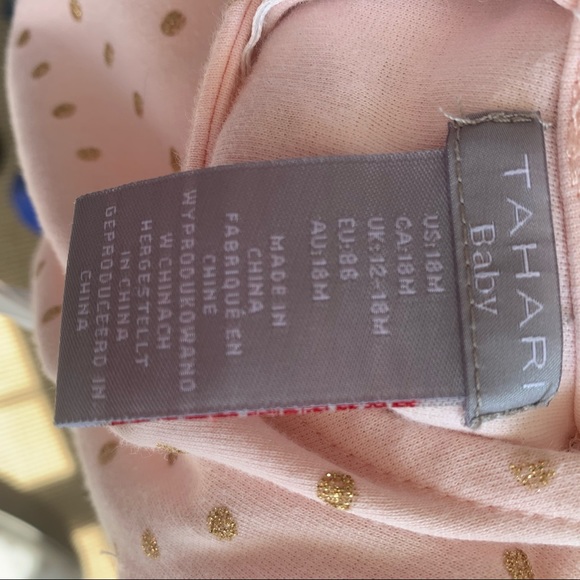 TAHARI
Baby
US:18M
CA:18M
UK:12-18M
EU:86
AU:18M
MADE IN
CHINA
FABRIQUÉ EN
CHINE
WYPRODUKOWANO
W CHINACH
HERGESTELLT
IN CHINA
GEPRODUCEERD IN
CHINA